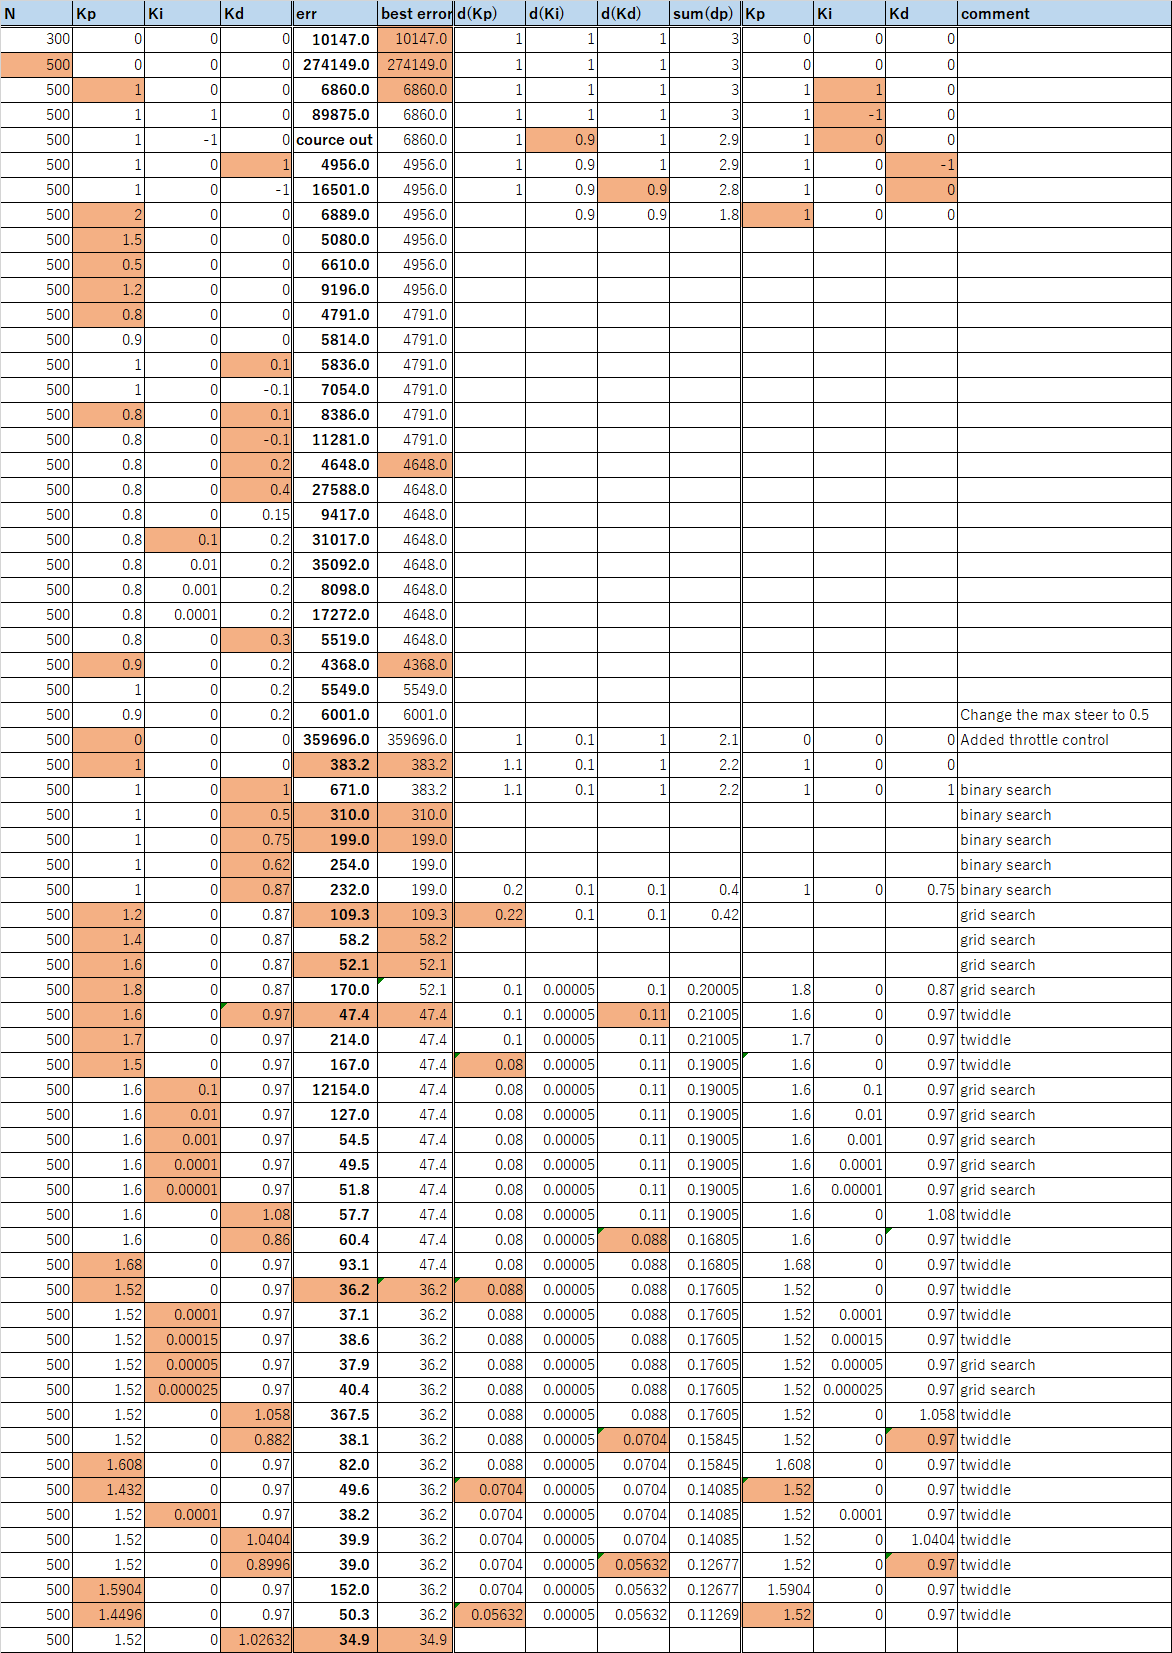 N Kp Ki Kd err best error d(Kp) d(Ki) d(Kd) sum(dp) Kp Ki Kd comment
300 0 0 0 10147.0 10147.0 1 1 1 3 0 0 0
500 0 0 0 274149.0 274149.0 1 1 1 3 0 0 0
500 1 0 0 6860.0 6860.0 1 1 1 3 1 1 0
500 1 1 0 89875.0 6860.0 1 1 1 3 1 -1 0
500 1 -1 0 cource out 6860.0 1 0.9 1 2.9 1 0 0
500 1 0 1 4956.0 4956.0 1 0.9 1 2.9 1 0 -1
500 1 0 -1 16501.0 4956.0 1 0.9 0.9 2.8 1 0 0
500 2 0 0 6889.0 4956.0 0.9 0.9 1.8 1 0 0
500 1.5 0 0 5080.0 4956.0
500 0.5 0 0 6610.0 4956.0
500 1.2 0 0 9196.0 4956.0
500 0.8 0 0 4791.0 4791.0
500 0.9 0 0 5814.0 4791.0
500 1 0 0.1 5836.0 4791.0
500 1 0 -0.1 7054.0 4791.0
500 0.8 0 0.1 8386.0 4791.0
500 0.8 0 -0.1 11281.0 4791.0
500 0.8 0 0.2 4648.0 4648.0
500 0.8 0 0.4 27588.0 4648.0
500 0.8 0 0.15 9417.0 4648.0
500 0.8 0.1 0.2 31017.0 4648.0
500 0.8 0.01 0.2 35092.0 4648.0
500 0.8 0.001 0.2 8098.0 4648.0
500 0.8 0.0001 0.2 17272.0 4648.0
500 0.8 0 0.3 5519.0 4648.0
500 0.9 0 0.2 4368.0 4368.0
500 1 0 0.2 5549.0 5549.0
500 0.9 0 0.2 6001.0 6001.0 Change the max steer to 0.5
500 0 0 0 359696.0 359696.0 1 0.1 1 2.1 0 0 0 Added throttle control
500 1 0 0 383.2 383.2 1.1 0.1 1 2.2 1 0 0
500 1 0 1 671.0 383.2 1.1 0.1 1 2.2 1 0 1 binary search
500 1 0 0.5 310.0 310.0 binary search
500 1 0 0.75 199.0 199.0 binary search
500 1 0 0.62 254.0 199.0 binary search
500 1 0 0.87 232.0 199.0 0.2 0.1 0.1 0.4 1 0 0.75 binary search
500 1.2 0 0.87 109.3 109.3 0.22 0.1 0.1 0.42 grid search
500 1.4 0 0.87 58.2 58.2 grid search
500 1.6 0 0.87 52.1 52.1 grid search
500 1.8 0 0.87 170.0 52.1 0.1 0.00005 0.1 0.20005 1.8 0 0.87 grid search
500 1.6 0 0.97 47.4 47.4 0.1 0.00005 0.11 0.21005 1.6 0 0.97 twiddle
500 1.7 0 0.97 214.0 47.4 0.1 0.00005 0.11 0.21005 1.7 0 0.97 twiddle
500 1.5 0 0.97 167.0 47.4 0.08 0.00005 0.11 0.19005 1.6 0 0.97 twiddle
500 1.6 0.1 0.97 12154.0 47.4 0.08 0.00005 0.11 0.19005 1.6 0.1 0.97 grid search
500 1.6 0.01 0.97 127.0 47.4 0.08 0.00005 0.11 0.19005 1.6 0.01 0.97 grid search
500 1.6 0.001 0.97 54.5 47.4 0.08 0.00005 0.11 0.19005 1.6 0.001 0.97 grid search
500 1.6 0.0001 0.97 49.5 47.4 0.08 0.00005 0.11 0.19005 1.6 0.0001 0.97 grid search
500 1.6 0.00001 0.97 51.8 47.4 0.08 0.00005 0.11 0.19005 1.6 0.00001 0.97 grid search
500 1.6 0 1.08 57.7 47.4 0.08 0.00005 0.11 0.19005 1.6 0 1.08 twiddle
500 1.6 0 0.86 60.4 47.4 0.08 0.00005 0.088 0.16805 1.6 0 0.97 twiddle
500 1.68 0 0.97 93.1 47.4 0.08 0.00005 0.088 0.16805 1.68 0 0.97 twiddle
500 1.52 0 0.97 36.2 36.2 0.088 0.00005 0.088 0.17605 1.52 0 0.97 twiddle
500 1.52 0.0001 0.97 37.1 36.2 0.088 0.00005 0.088 0.17605 1.52 0.0001 0.97 twiddle
500 1.52 0.00015 0.97 38.6 36.2 0.088 0.00005 0.088 0.17605 1.52 0.00015 0.97 twiddle
500 1.52 0.00005 0.97 37.9 36.2 0.088 0.00005 0.088 0.17605 1.52 0.00005 0.97 grid search
500 1.52 0.000025 0.97 40.4 36.2 0.088 0.00005 0.088 0.17605 1.52 0.000025 0.97 grid search
500 1.52 0 1.058 367.5 36.2 0.088 0.00005 0.088 0.17605 1.52 0 1.058 twiddle
500 1.52 0 0.882 38.1 36.2 0.088 0.00005 0.0704 0.15845 1.52 0 0.97 twiddle
500 1.608 0 0.97 82.0 36.2 0.088 0.00005 0.0704 0.15845 1.608 0 0.97 twiddle
500 1.432 0 0.97 49.6 36.2 0.0704 0.00005 0.0704 0.14085 1.52 0 0.97 twiddle
500 1.52 0.0001 0.97 38.2 36.2 0.0704 0.00005 0.0704 0.14085 1.52 0.0001 0.97 twiddle
500 1.52 0 1.0404 39.9 36.2 0.0704 0.00005 0.0704 0.14085 1.52 0 1.0404 twiddle
500 1.52 0 0.8996 39.0 36.2 0.0704 0.00005 0.05632 0.12677 1.52 0 0.97 twiddle
500 1.5904 0 0.97 152.0 36.2 0.0704 0.00005 0.05632 0.12677 1.5904 0 0.97 twiddle
500 1.4496 0 0.97 50.3 36.2 0.05632 0.00005 0.05632 0.11269 1.52 0 0.97 twiddle
500 1.52 0 1.02632 34.9 34.9